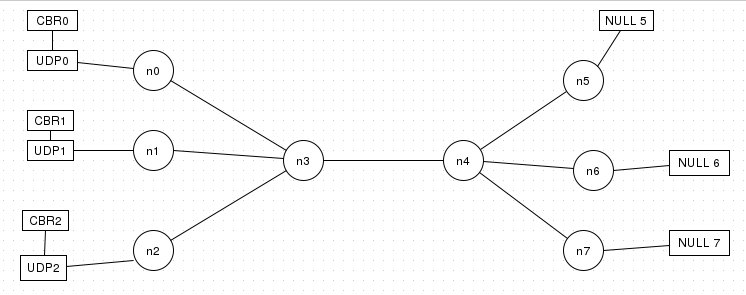 CBR0
NULL 5
UDP0
n0
n5
CBR1
UDP1
n1
n3
n4
n6
NULL 6
CBR2
UDP2
n2
n7
NULL 7